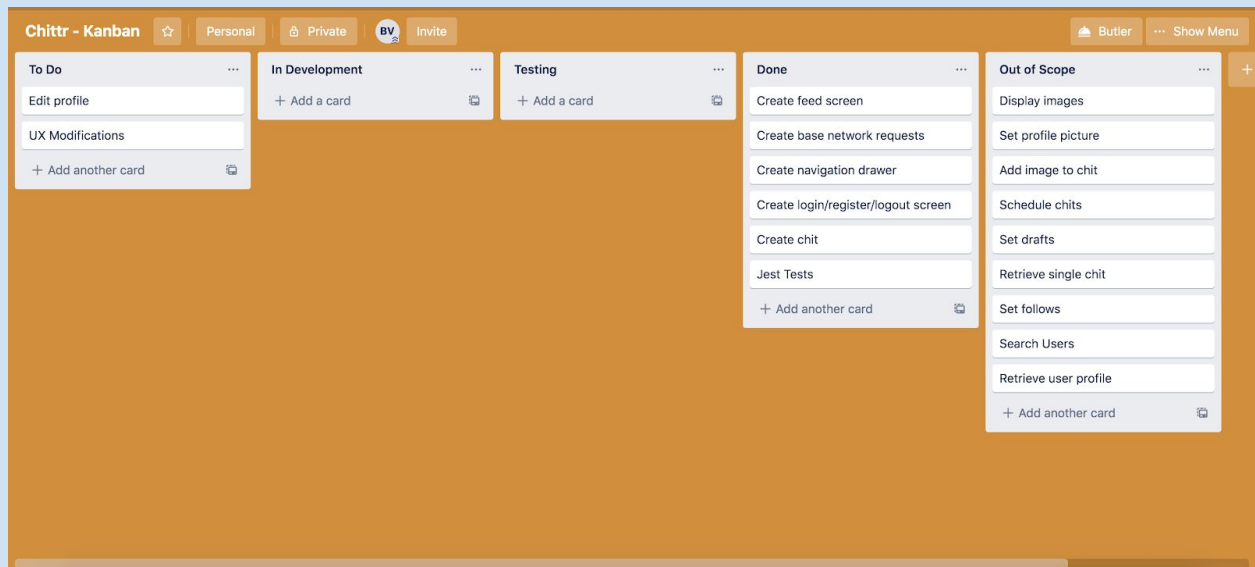 Chittr - Kanban
Personal
Private
BV
Invite
Butler
... Show Menu
To Do
Edit profile
UX Modifications
+ Add another card
In Development
+ Add a card
Testing
+ Add a card
Done
Create feed screen
Create base network requests
Create navigation drawer
Create login/register/logout screen
Create chit
Jest Tests
+ Add another card
Out of Scope
Display images
Set profile picture
Add image to chit
Schedule chits
Set drafts
Retrieve single chit
Set follows
Search Users
Retrieve user profile
+ Add another card